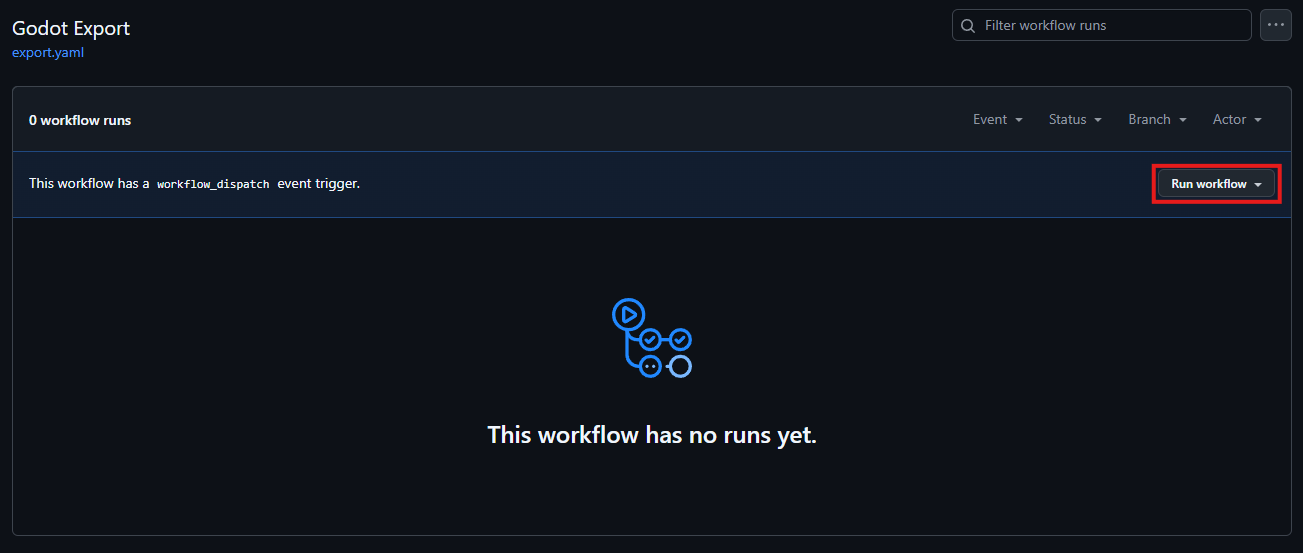 Godot Export
Filter workflow runs
export.yaml
0 workflow runs
Event
Status
Branch
Actor
This workflow has a workflow_dispatch event trigger.
Run workflow
This workflow has no runs yet.